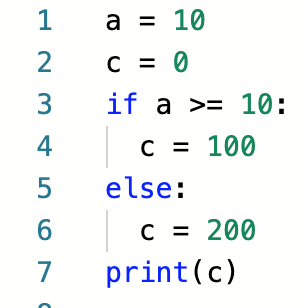 1 a = 10
2 c = 0
3 if a >= 10:
4   c = 100
5 else:
6   c = 200
7 print(c)